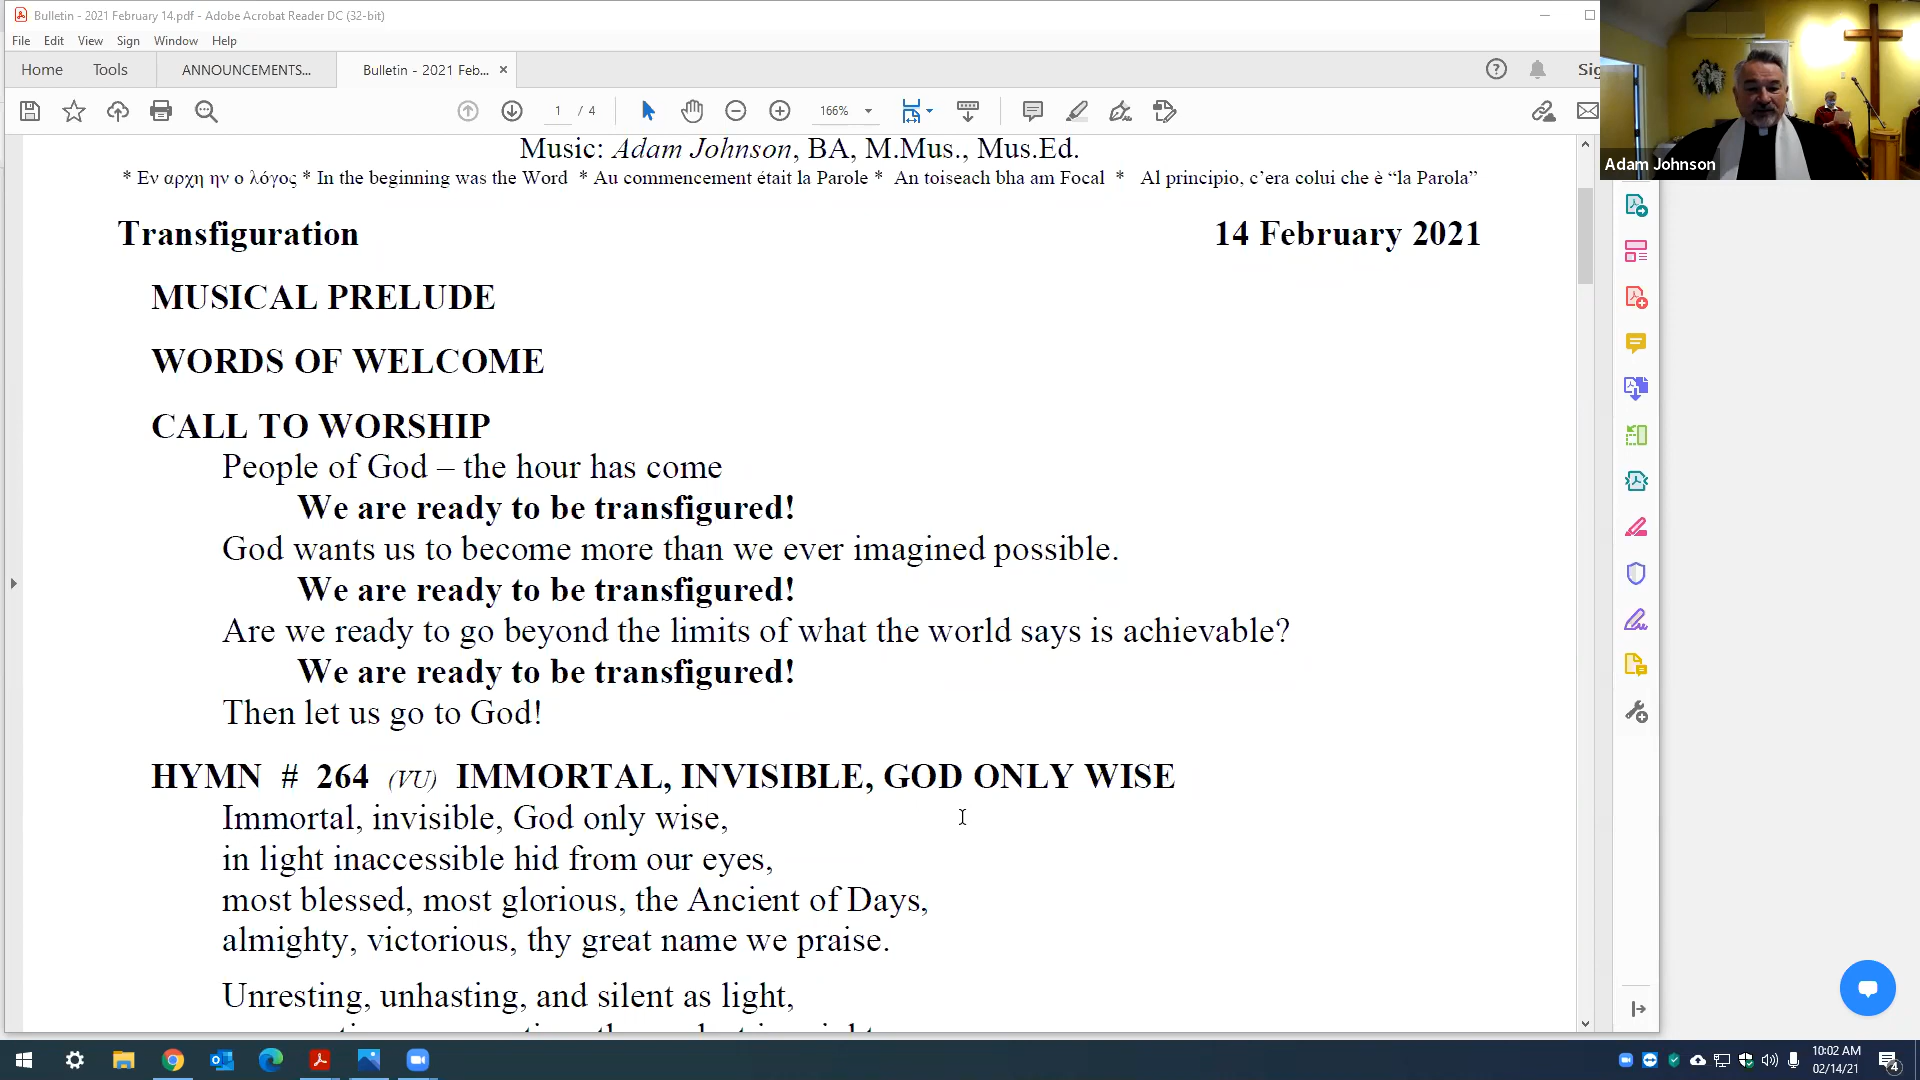 Bulletin - 2021 February 14.pdf - Adobe Acrobat Reader DC (32-bit)
File Edit View Sign Window Help
Home Tools ANNOUNCEMENTS... Bulletin - 2021 Feb... ×
1 / 4 166%
Adam Johnson
Music: Adam Johnson, BA, M.Mus., Mus.Ed.
* Εν αρχη ην ο λόγος * In the beginning was the Word * Au commencement était la Parole * An toiseach bha am Focal * Al principio, c’era colui che è “la Parola”
Transfiguration 14 February 2021
MUSICAL PRELUDE
WORDS OF WELCOME
CALL TO WORSHIP
People of God – the hour has come
We are ready to be transfigured!
God wants us to become more than we ever imagined possible.
We are ready to be transfigured!
Are we ready to go beyond the limits of what the world says is achievable?
We are ready to be transfigured!
Then let us go to God!
HYMN # 264 (VU) IMMORTAL, INVISIBLE, GOD ONLY WISE
Immortal, invisible, God only wise,
in light inaccessible hid from our eyes,
most blessed, most glorious, the Ancient of Days,
almighty, victorious, thy great name we praise.
Unresting, unhasting, and silent as light,
10:02 AM
02/14/21
4